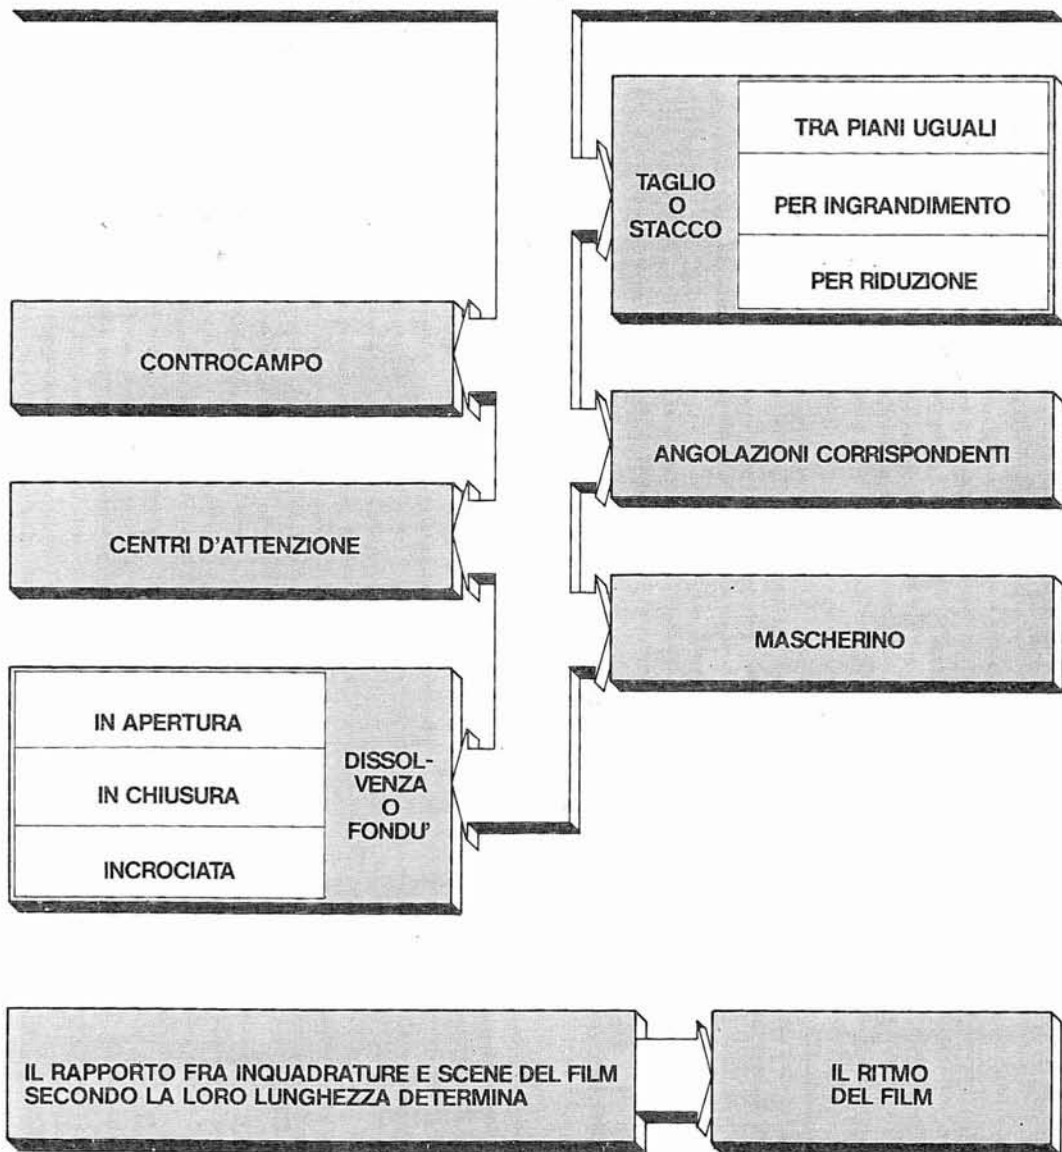 TAGLIO
O
STACCO
TRA PIANI UGUALI
PER INGRANDIMENTO
PER RIDUZIONE
CONTROCAMPO
ANGOLAZIONI CORRISPONDENTI
CENTRI D'ATTENZIONE
MASCHERINO
IN APERTURA
IN CHIUSURA
INCROCIATA
DISSOL-
VENZA
O
FONDU'
IL RAPPORTO FRA INQUADRATURE E SCENE DEL FILM
SECONDO LA LORO LUNGHEZZA DETERMINA
IL RITMO
DEL FILM